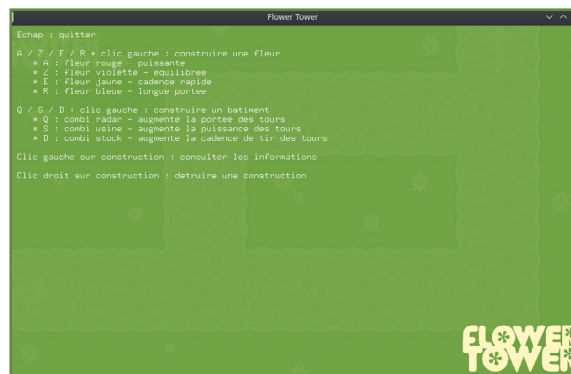 Flower Tower
Echap : quitter
A / Z / E / R + clic gauche : construire une fleur
* A : fleur rouge - puissante
* Z : fleur violette - equilibree
* E : fleur jaune - cadence rapide
* R : fleur bleue - longue portee
Q / S / D + clic gauche : construire un batiment
* Q : combi radar - augmente la portee des tours
* S : combi usine - augmente la puissance des tours
* D : combi stock - augmente la cadence de tir des tours
Clic gauche sur construction : consulter les informations
Clic droit sur construction : detruire une construction
FLOWER
TOWER